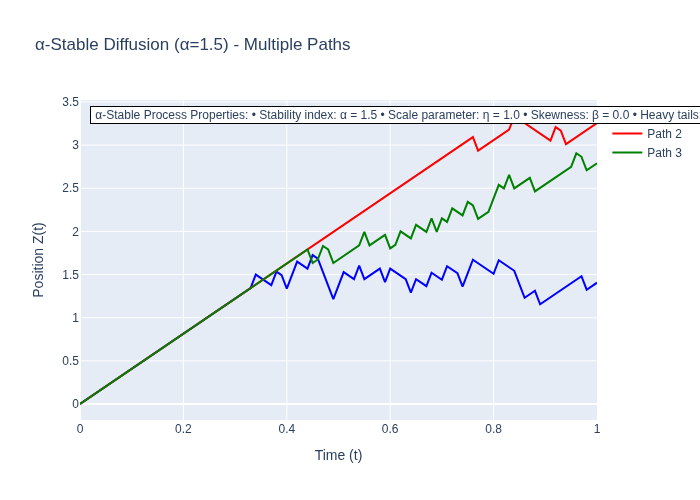 α-Stable Diffusion (α=1.5) - Multiple Paths
α-Stable Process Properties: • Stability index: α = 1.5 • Scale parameter: η = 1.0 • Skewness: β = 0.0 • Heavy tails
Path 2
Path 3
3.5
3
2.5
2
1.5
1
0.5
0
Position Z(t)
0 0.2 0.4 0.6 0.8 1
Time (t)